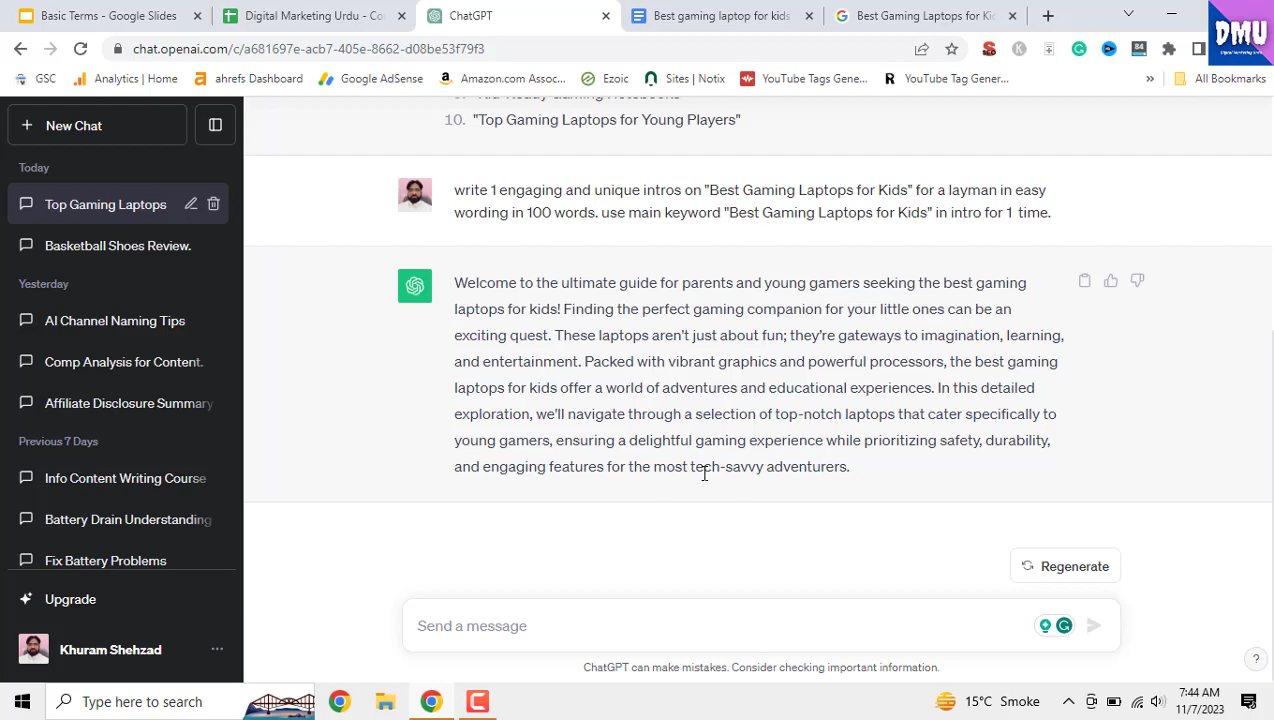 Basic Terms - Google Slides
Digital Marketing Urdu - co
ChatGPT
Best gaming laptop for kids
Best Gaming Laptops for Ki
DMU
chat.openai.com/c/a681697e-acb7-405e-8662-d08be53f79f3
84
GSC
Analytics | Home
ahrefs Dashboard
Google AdSense
Amazon.com Assoc...
Ezoic
Sites | Notix
YouTube Tags Gene...
YouTube Tag Gener...
All Bookmarks
New Chat
Today
Top Gaming Laptops
Basketball Shoes Review.
Yesterday
AI Channel Naming Tips
Comp Analysis for Content.
Affiliate Disclosure Summary
Previous 7 Days
Info Content Writing Course
Battery Drain Understanding
Fix Battery Problems
Upgrade
Khuram Shehzad
10. "Top Gaming Laptops for Young Players"
write 1 engaging and unique intros on "Best Gaming Laptops for Kids" for a layman in easy
wording in 100 words. use main keyword "Best Gaming Laptops for Kids" in intro for 1 time.
Welcome to the ultimate guide for parents and young gamers seeking the best gaming
laptops for kids! Finding the perfect gaming companion for your little ones can be an
exciting quest. These laptops aren't just about fun; they're gateways to imagination, learning,
and entertainment. Packed with vibrant graphics and powerful processors, the best gaming
laptops for kids offer a world of adventures and educational experiences. In this detailed
exploration, we'll navigate through a selection of top-notch laptops that cater specifically to
young gamers, ensuring a delightful gaming experience while prioritizing safety, durability,
and engaging features for the most tech-savvy adventurers.
Regenerate
Send a message
ChatGPT can make mistakes. Consider checking important information.
?
Type here to search
15°C Smoke
7:44 AM
11/7/2023